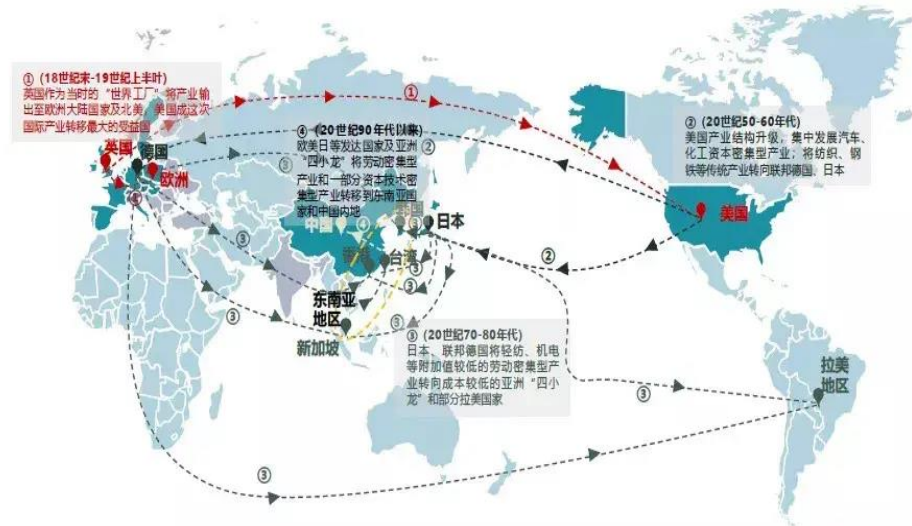 ①（18世纪末-19世纪上半叶）
英国作为当时的“世界工厂”将产业输
出至欧洲大陆国家及北美，美国成这次
国际产业转移最大的受益国
①
④（20世纪90年代以来）
欧美日等发达国家及亚洲
“四小龙”将劳动密集型
产业和一部分资本技术密
集型产业转移到东南亚国
家和中国内地
②
②（20世纪50-60年代）
美国产业结构升级，集中发展汽车、
化工资本密集型产业；将纺织、钢
铁等传统产业转向联邦德国、日本
英国
德国
欧洲
③
中国
④
③
日本
美国
②
③
香港
台湾
③
③
东南亚
地区
③
③
新加坡
③（20世纪70-80年代）
日本、联邦德国将轻纺、机电
等附加值较低的劳动密集型产
业转向成本较低的亚洲“四小
龙”和部分拉美国家
拉美
地区
③
③